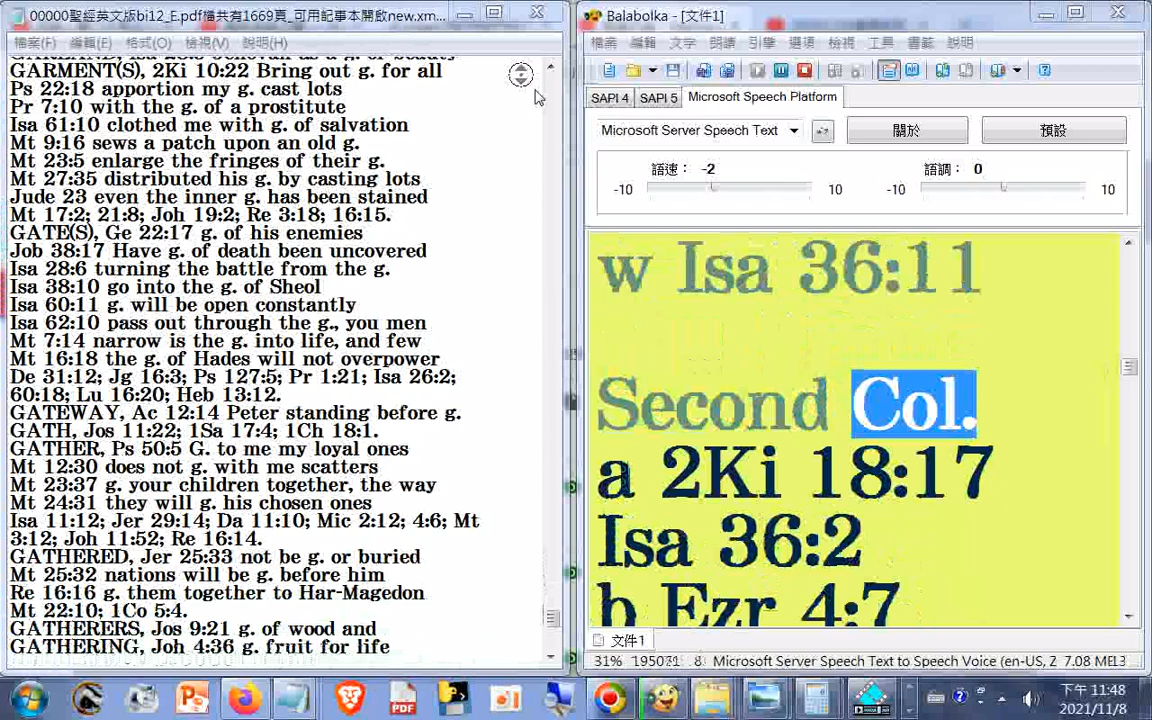 00000聖經英文版bi12_E.pdf檔共有1669頁_可用記事本開啟new.xm...
檔案(F) 編輯(E) 格式(O) 檢視(V) 說明(H)
GARMENT(S), 2Ki 10:22 Bring out g. for all
Ps 22:18 apportion my g. cast lots
Pr 7:10 with the g. of a prostitute
Isa 61:10 clothed me with g. of salvation
Mt 9:16 sews a patch upon an old g.
Mt 23:5 enlarge the fringes of their g.
Mt 27:35 distributed his g. by casting lots
Jude 23 even the inner g. has been stained
Mt 17:2; 21:8; Joh 19:2; Re 3:18; 16:15.
GATE(S), Ge 22:17 g. of his enemies
Job 38:17 Have g. of death been uncovered
Isa 28:6 turning the battle from the g.
Isa 38:10 go into the g. of Sheol
Isa 60:11 g. will be open constantly
Isa 62:10 pass out through the g., you men
Mt 7:14 narrow is the g. into life, and few
Mt 16:18 the g. of Hades will not overpower
De 31:12; Jg 16:3; Ps 127:5; Pr 1:21; Isa 26:2;
60:18; Lu 16:20; Heb 13:12.
GATEWAY, Ac 12:14 Peter standing before g.
GATH, Jos 11:22; 1Sa 17:4; 1Ch 18:1.
GATHER, Ps 50:5 G. to me my loyal ones
Mt 12:30 does not g. with me scatters
Mt 23:37 g. your children together, the way
Mt 24:31 they will g. his chosen ones
Isa 11:12; Jer 29:14; Da 11:10; Mic 2:12; 4:6; Mt
3:12; Joh 11:52; Re 16:14.
GATHERED, Jer 25:33 not be g. or buried
Mt 25:32 nations will be g. before him
Re 16:16 g. them together to Har-Magedon
Mt 22:10; 1Co 5:4.
GATHERERS, Jos 9:21 g. of wood and
GATHERING, Joh 4:36 g. fruit for life
Balabolka - [文件1]
檔案 編輯 文字 朗讀 引擎 選項 檢視 工具 書籤 說明
SAPI 4 SAPI 5 Microsoft Speech Platform
Microsoft Server Speech Text 關於 預設
語速: -2 語調: 0
-10 10 -10 10
w Isa 36:11
Second Col.
a 2Ki 18:17
Isa 36:2
b Ezr 4:7
文件1
31% Microsoft Server Speech Text to Speech Voice (en-US, 7.08 MB
PDF
下午 11:48
2021/11/8